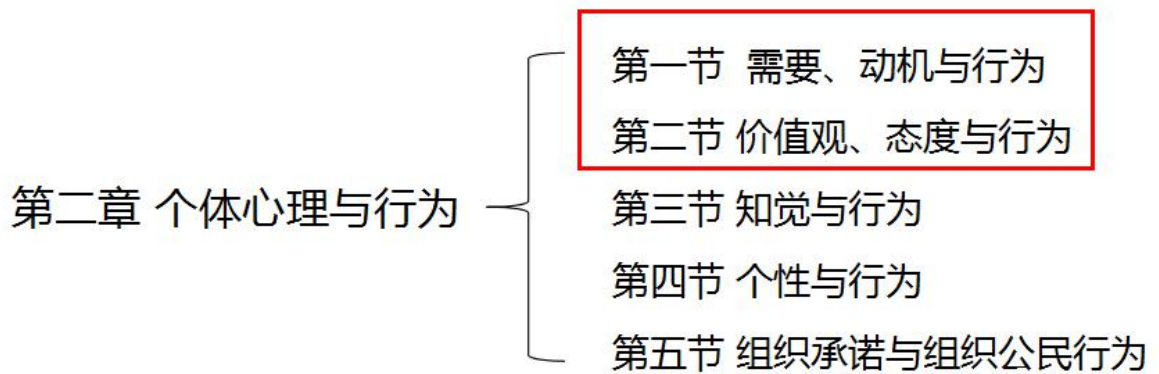 第一节 需要、动机与行为
第二节 价值观、态度与行为
第二章 个体心理与行为
第三节 知觉与行为
第四节 个性与行为
第五节 组织承诺与组织公民行为